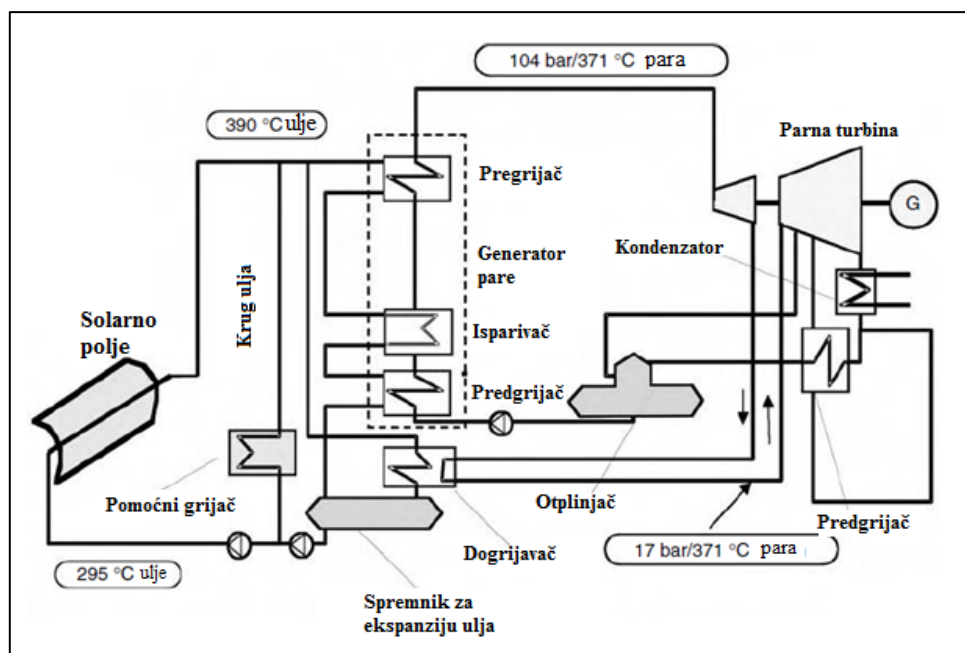 104 bar/371 °C para
390 °C ulje
Parna turbina
Pregrijač
G
Kondenzator
Generator
pare
Krug ulja
Solarno
polje
Isparivač
Predgrijač
Pomoćni grijač
Otplinjač
Predgrijač
Dogrijavač
17 bar/371 °C para
295 °C ulje
Spremnik za
ekspanziju ulja